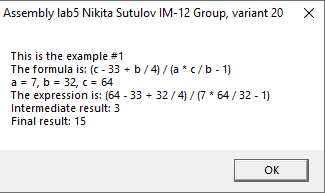 Assembly lab5 Nikita Sutulov IM-12 Group, variant 20
This is the example #1
The formula is: (c - 33 + b / 4) / (a * c / b - 1)
a = 7, b = 32, c = 64
The expression is: (64 - 33 + 32 / 4) / (7 * 64 / 32 - 1)
Intermediate result: 3
Final result: 15
OK